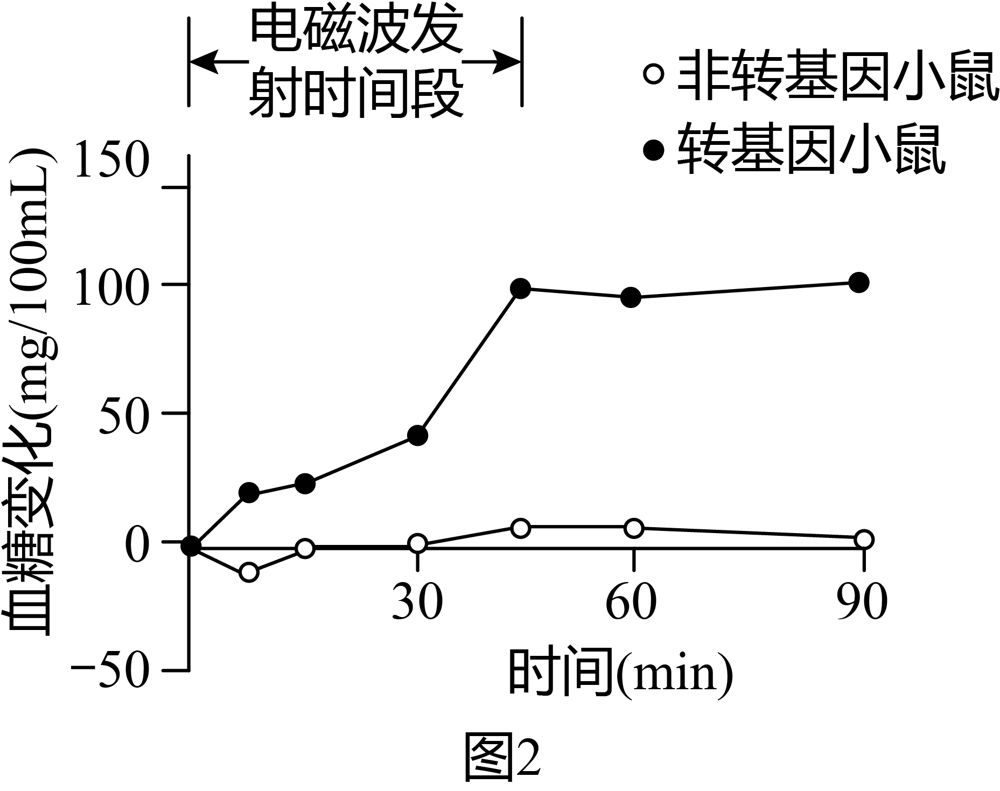 电磁波发
射时间段
非转基因小鼠
转基因小鼠
血糖变化(mg/100mL)
150
100
50
0
−50
30 60 90
时间(min)
图2